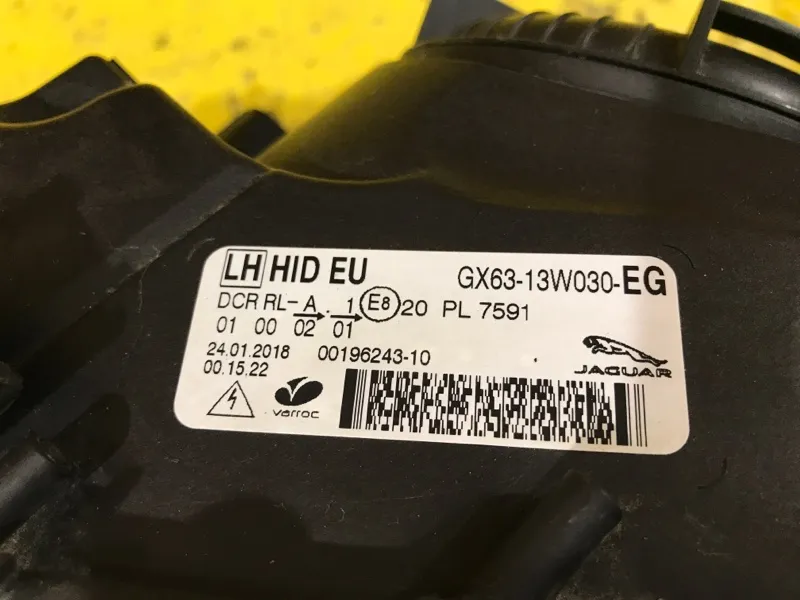 LH HID EU GX63-13W030-EG
DCR RL-A . 1 E8 20 PL 7591
01 00 02 01
24.01.2018 00196243-10
00.15.22
JAGUAR
varroc